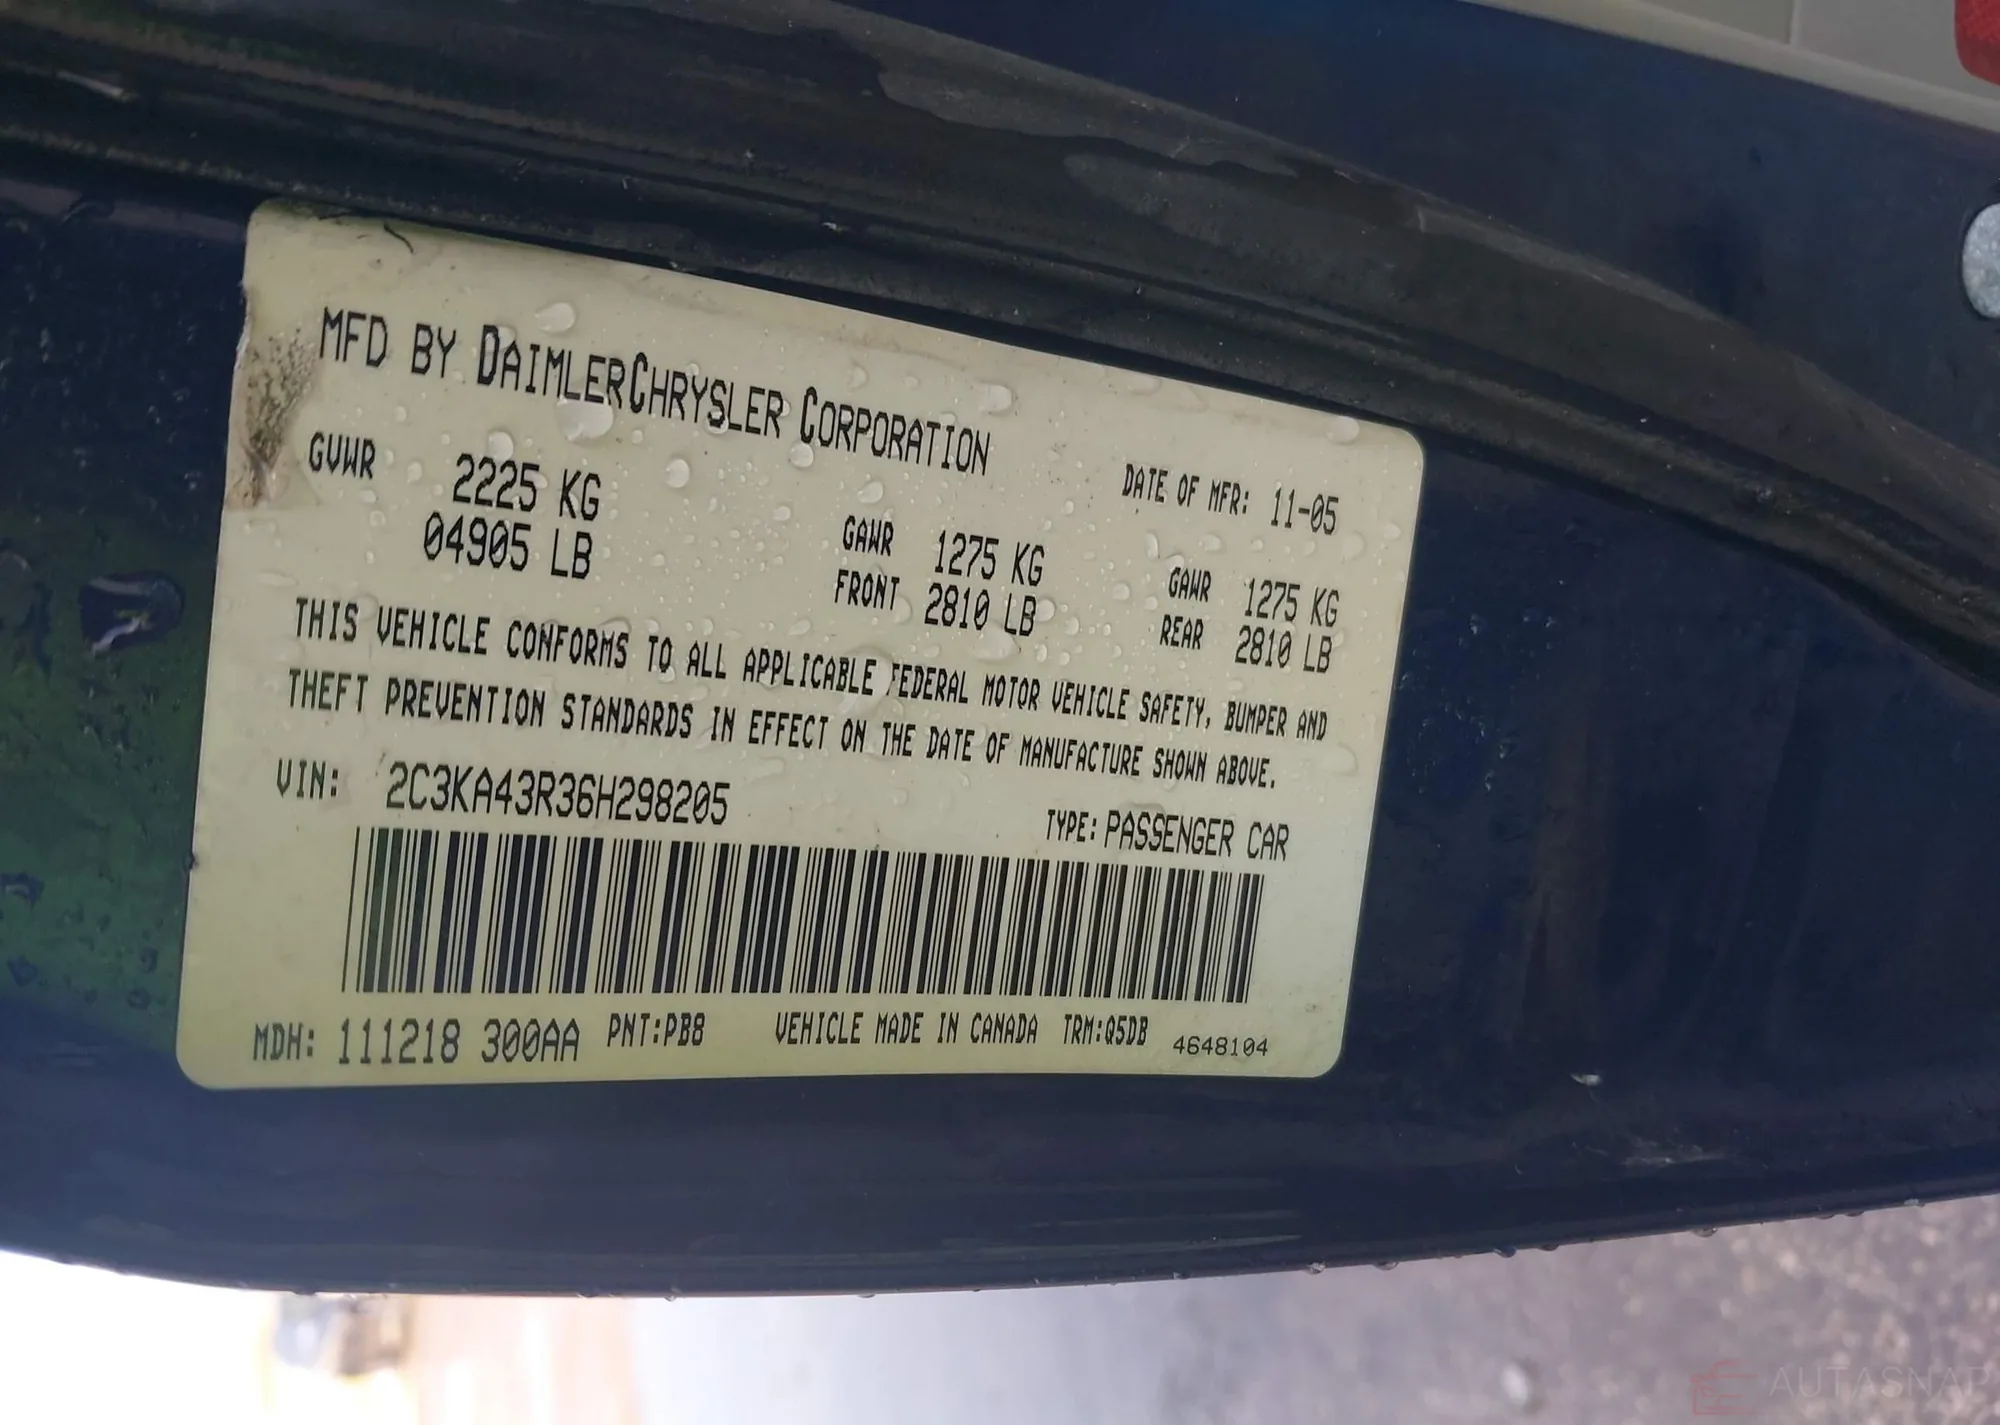 MFD BY DAIMLERCHRYSLER CORPORATION
DATE OF MFR: 11-05
GVWR 2225 KG
04905 LB
GAWR 1275 KG
FRONT 2810 LB
GAWR 1275 KG
REAR 2810 LB
THIS VEHICLE CONFORMS TO ALL APPLICABLE FEDERAL MOTOR VEHICLE SAFETY, BUMPER AND
THEFT PREVENTION STANDARDS IN EFFECT ON THE DATE OF MANUFACTURE SHOWN ABOVE.
VIN: 2C3KA43R36H298205
TYPE: PASSENGER CAR
MDH: 111218 300AA PNT:PB8 VEHICLE MADE IN CANADA TRM:Q5DB 4648104
AUTASNAP